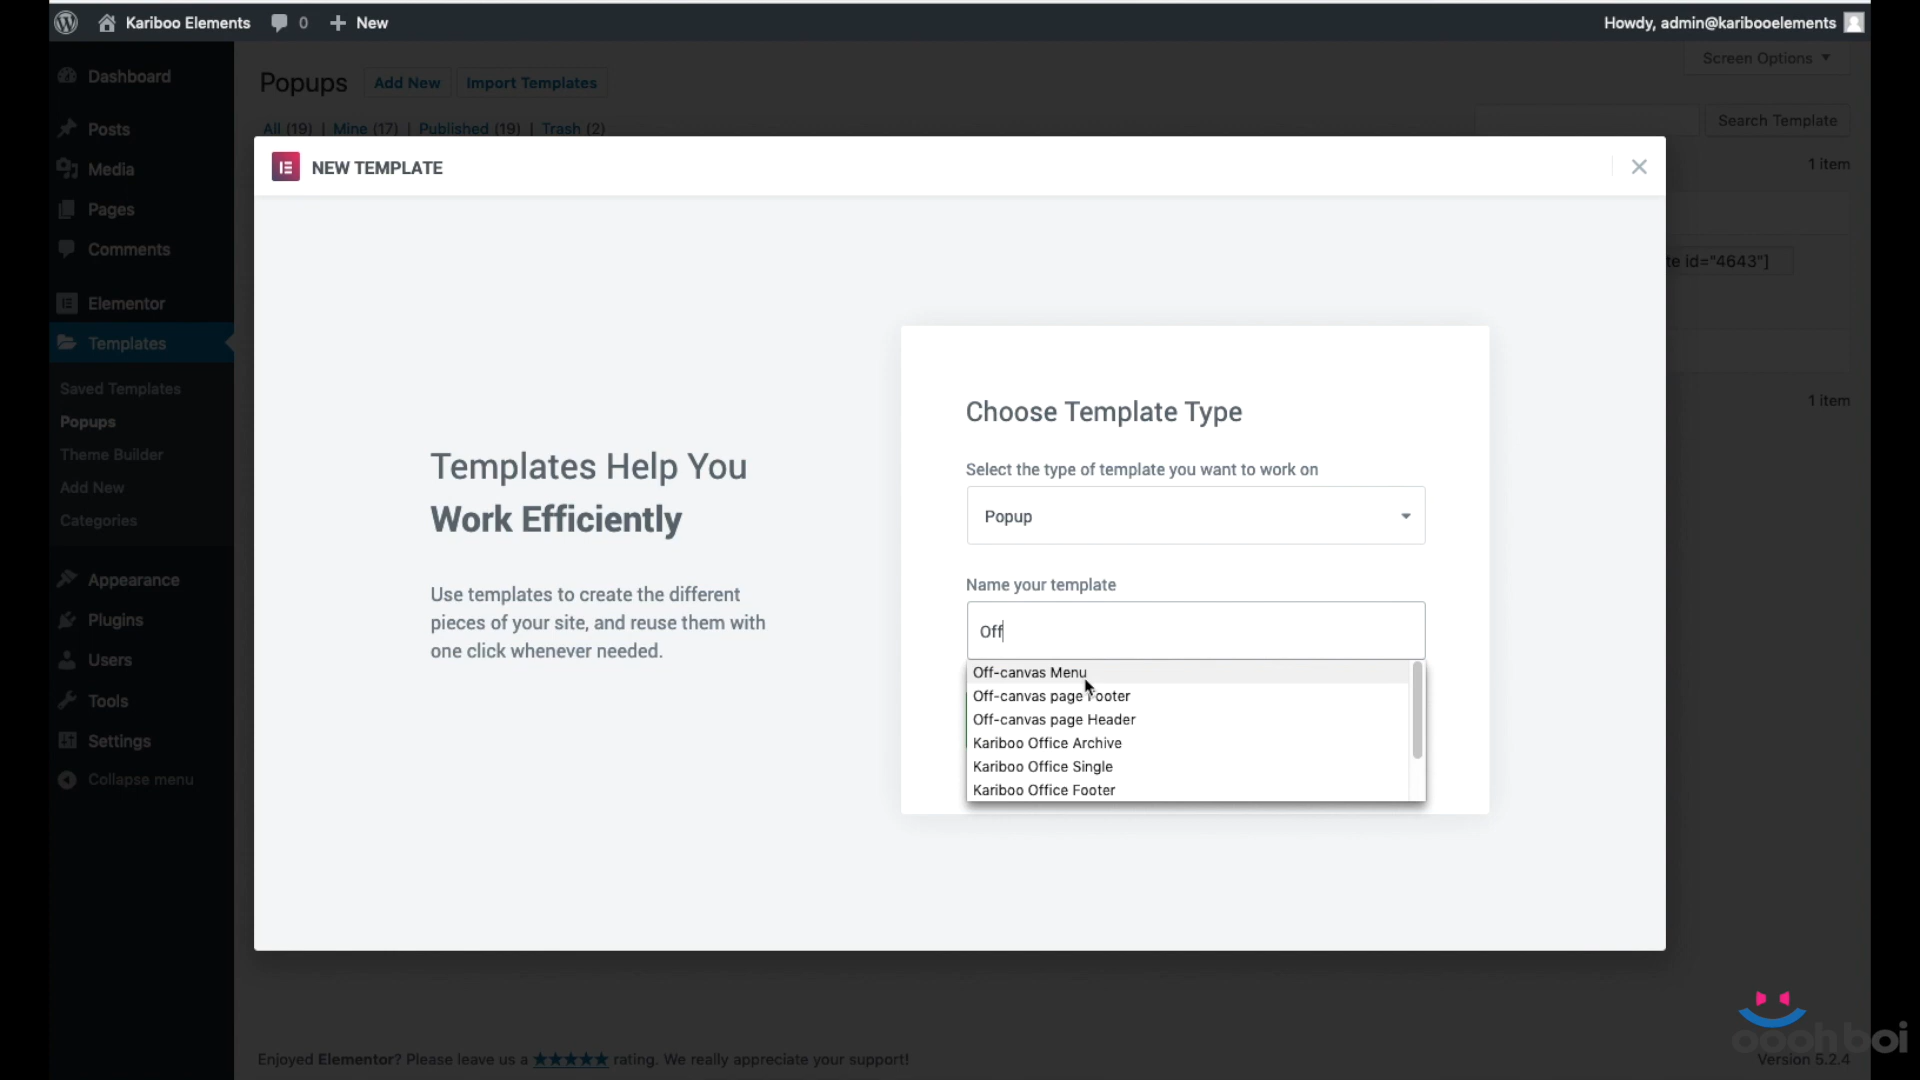 Kariboo Elements
0
New
Howdy, admin@karibooelements
Dashboard
Posts
Media
Pages
Comments
Elementor
Templates
Saved Templates
Popups
Theme Builder
Add New
Categories
Appearance
Plugins
Users
Tools
Settings
Collapse menu
Popups
Add New
Import Templates
Screen Options
All (19) | Mine (17) | Published (19) | Trash (2)
Search Template
1 item
te id="4643"]
1 item
NEW TEMPLATE
Templates Help You
Work Efficiently
Use templates to create the different
pieces of your site, and reuse them with
one click whenever needed.
Choose Template Type
Select the type of template you want to work on
Popup
Name your template
Off
Off-canvas Menu
Off-canvas page Footer
Off-canvas page Header
Kariboo Office Archive
Kariboo Office Single
Kariboo Office Footer
Enjoyed Elementor? Please leave us a ★★★★★ rating. We really appreciate your support!
Version 5.2.4
ooohboi